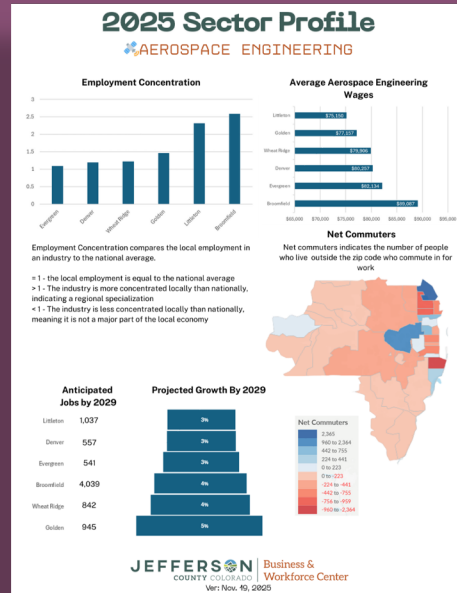 2025 Sector Profile
AEROSPACE ENGINEERING
Employment Concentration
3
2.5
2
1.5
1
0.5
0
Evergreen
Denver
Wheat Ridge
Golden
Littleton
Broomfield
Employment Concentration compares the local employment in
an industry to the national average.
= 1 - the local employment is equal to the national average
> 1 - The industry is more concentrated locally than nationally,
indicating a regional specialization
< 1 - The industry is less concentrated locally than nationally,
meaning it is not a major part of the local economy
Average Aerospace Engineering
Wages
Littleton $75,150
Golden $77,157
Wheat Ridge
Denver $80,257
Evergreen $82,134
Broomfield $89,087
$65,000 $70,000 $75,000 $80,000 $85,000 $90,000 $95,000
Net Commuters
Net commuters indicates the number of people
who live outside the zip code who commute in for
work
Net Commuters
2,365
960 to 2,364
442 to 755
224 to 441
0 to 223
0 to -223
-224 to -441
-442 to -755
-756 to -959
-960 to -2,364
Anticipated
Jobs by 2029
Littleton 1,037
Denver 557
Evergreen 541
Broomfield 4,039
Wheat Ridge 842
Golden 945
Projected Growth By 2029
3%
3%
3%
4%
4%
5%
JEFFERSON
COUNTY COLORADO
Business &
Workforce Center
Ver: Nov. 19, 2025